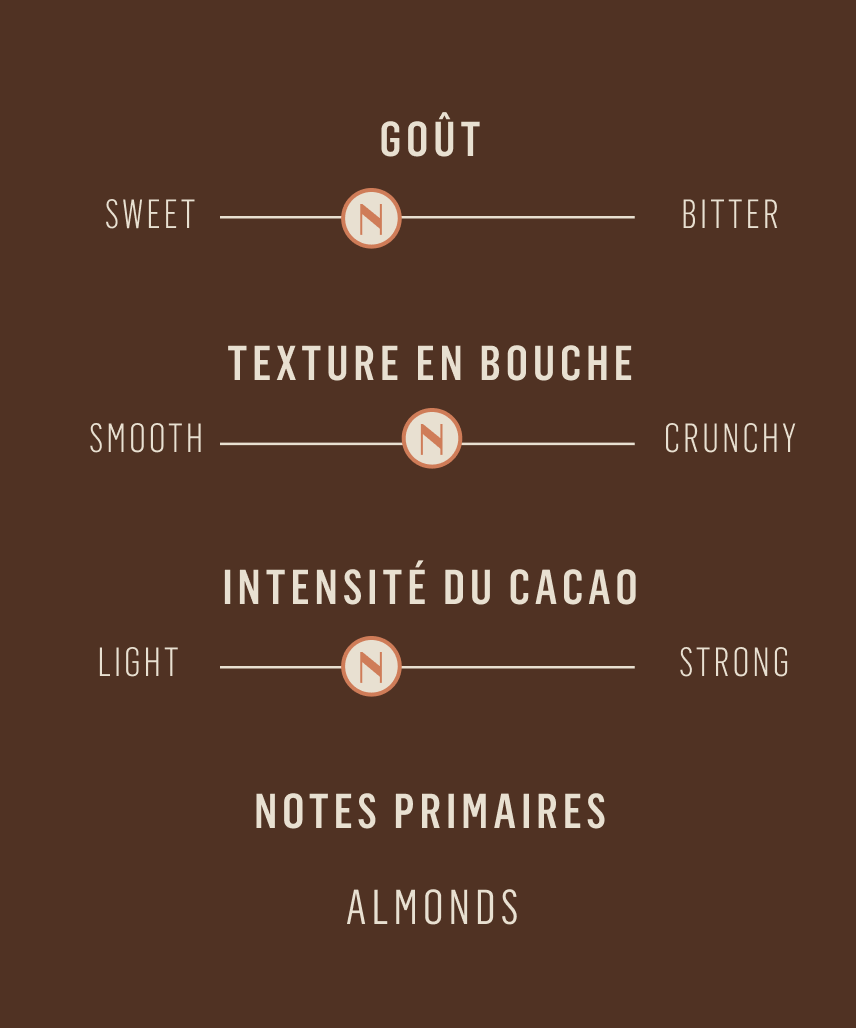 GOÛT
SWEET N BITTER
TEXTURE EN BOUCHE
SMOOTH N CRUNCHY
INTENSITÉ DU CACAO
LIGHT N STRONG
NOTES PRIMAIRES
ALMONDS